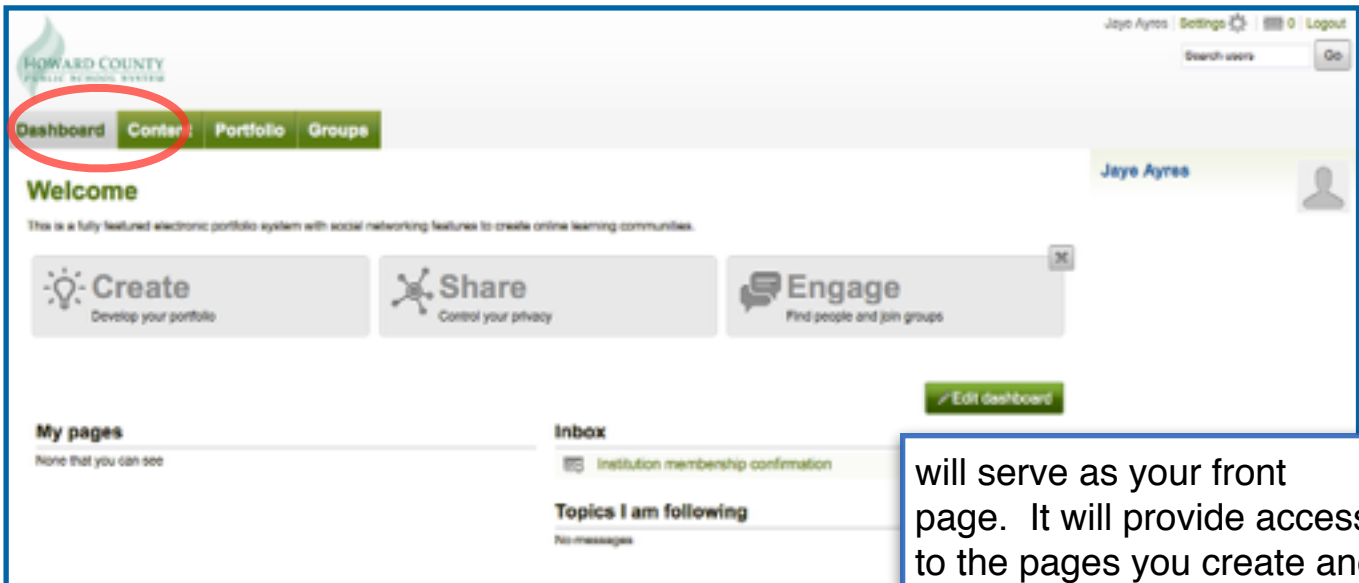 Jaye Ayres Settings 0 Logout
Search users Go
HOWARD COUNTY
PUBLIC SCHOOL SYSTEM
Dashboard Content Portfolio Groups
Jaye Ayres
Welcome
This is a fully featured electronic portfolio system with social networking features to create online learning communities.
Create
Develop your portfolio
Share
Control your privacy
Engage
Find people and join groups
Edit dashboard
My pages
None that you can see
Inbox
Institution membership confirmation
Topics I am following
No messages
will serve as your front
page. It will provide access
to the pages you create and